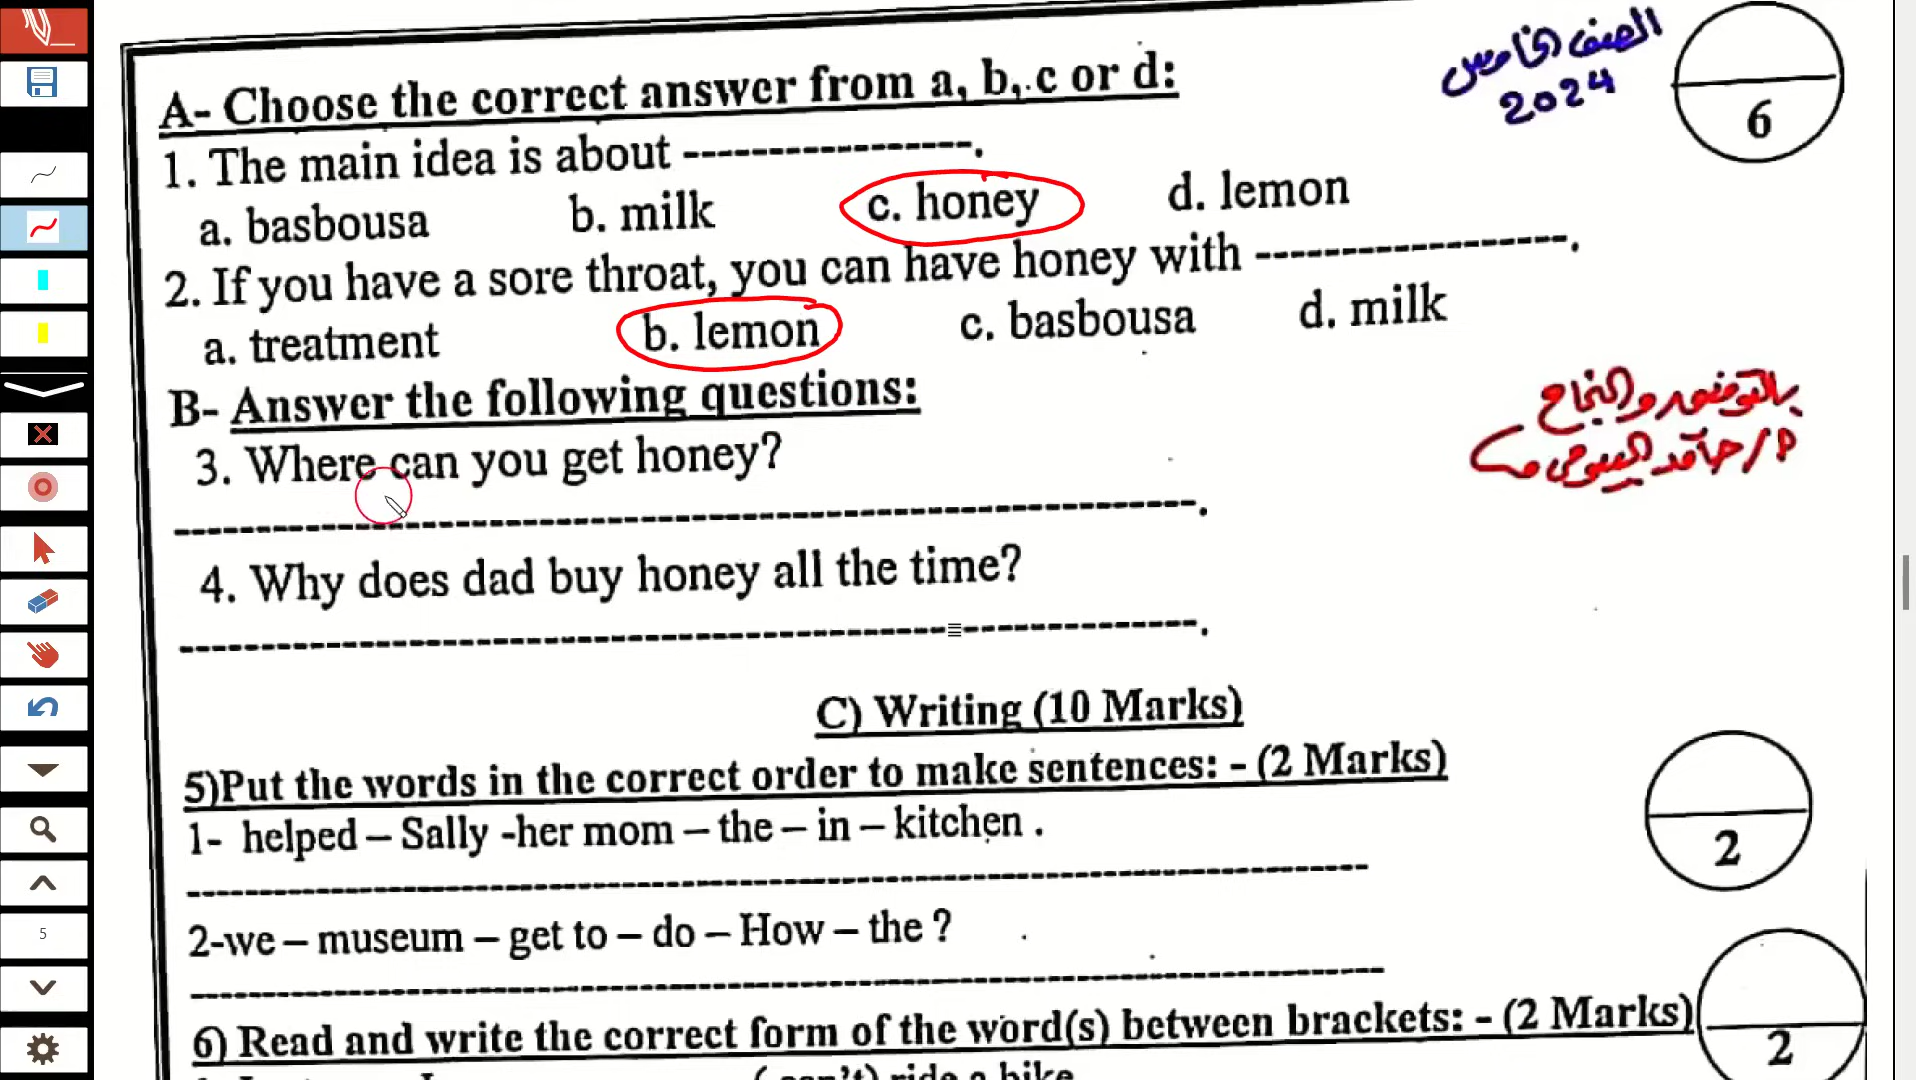 الصف الخامس
2024
6
A- Choose the correct answer from a, b, c or d:
1. The main idea is about -----------------.
a. basbousa b. milk c. honey d. lemon
2. If you have a sore throat, you can have honey with ------------------.
a. treatment b. lemon c. basbousa d. milk
B- Answer the following questions:
بالتوفيق والنجاح
3. Where can you get honey?
------------------------------------------------------------.
4. Why does dad buy honey all the time?
------------------------------------------------------------.
C) Writing (10 Marks)
5)Put the words in the correct order to make sentences: - (2 Marks)
1- helped – Sally -her mom – the – in – kitchen .
2
2-we – museum – get to – do – How – the ?
6) Read and write the correct form of the word(s) between brackets: - (2 Marks)
2
( can't) ride a bike
5